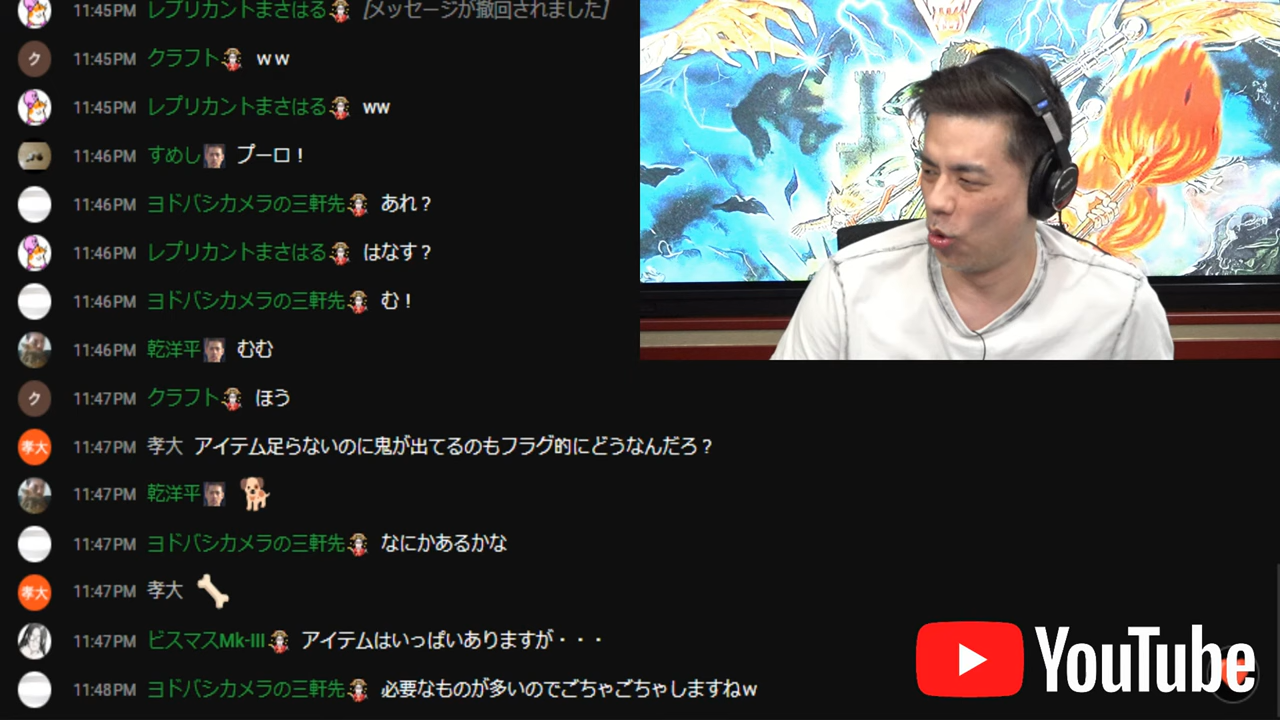 11:45PM レプリカントまさはる [メッセージが撤回されました]
ク 11:45PM クラフト ｗｗ
11:45PM レプリカントまさはる ww
11:46PM すめし プーロ！
11:46PM ヨドバシカメラの三軒先 あれ？
11:46PM レプリカントまさはる はなす？
11:46PM ヨドバシカメラの三軒先 む！
11:46PM 乾洋平 むむ
ク 11:47PM クラフト ほう
孝大 11:47PM 孝大 アイテム足らないのに鬼が出てるのもフラグ的にどうなんだろ？
11:47PM 乾洋平 🐕
11:47PM ヨドバシカメラの三軒先 なにかあるかな
孝大 11:47PM 孝大 🦴
11:47PM ビスマスMk-III アイテムはいっぱいありますが・・・
11:48PM ヨドバシカメラの三軒先 必要なものが多いのでごちゃごちゃしますねw
YouTube